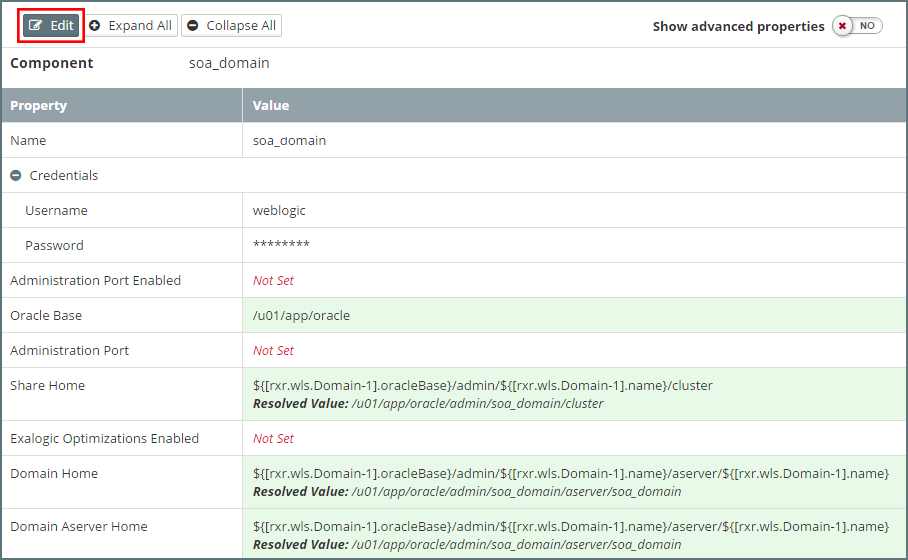 Edit Expand All Collapse All Show advanced properties NO
Component soa_domain
Property Value
Name soa_domain
Credentials
Username weblogic
Password ********
Administration Port Enabled Not Set
Oracle Base /u01/app/oracle
Administration Port Not Set
Share Home ${[rxr.wls.Domain-1].oracleBase}/admin/${[rxr.wls.Domain-1].name}/cluster
Resolved Value: /u01/app/oracle/admin/soa_domain/cluster
Exalogic Optimizations Enabled Not Set
Domain Home ${[rxr.wls.Domain-1].oracleBase}/admin/${[rxr.wls.Domain-1].name}/aserver/${[rxr.wls.Domain-1].name}
Resolved Value: /u01/app/oracle/admin/soa_domain/aserver/soa_domain
Domain Aserver Home ${[rxr.wls.Domain-1].oracleBase}/admin/${[rxr.wls.Domain-1].name}/aserver/${[rxr.wls.Domain-1].name}
Resolved Value: /u01/app/oracle/admin/soa_domain/aserver/soa_domain